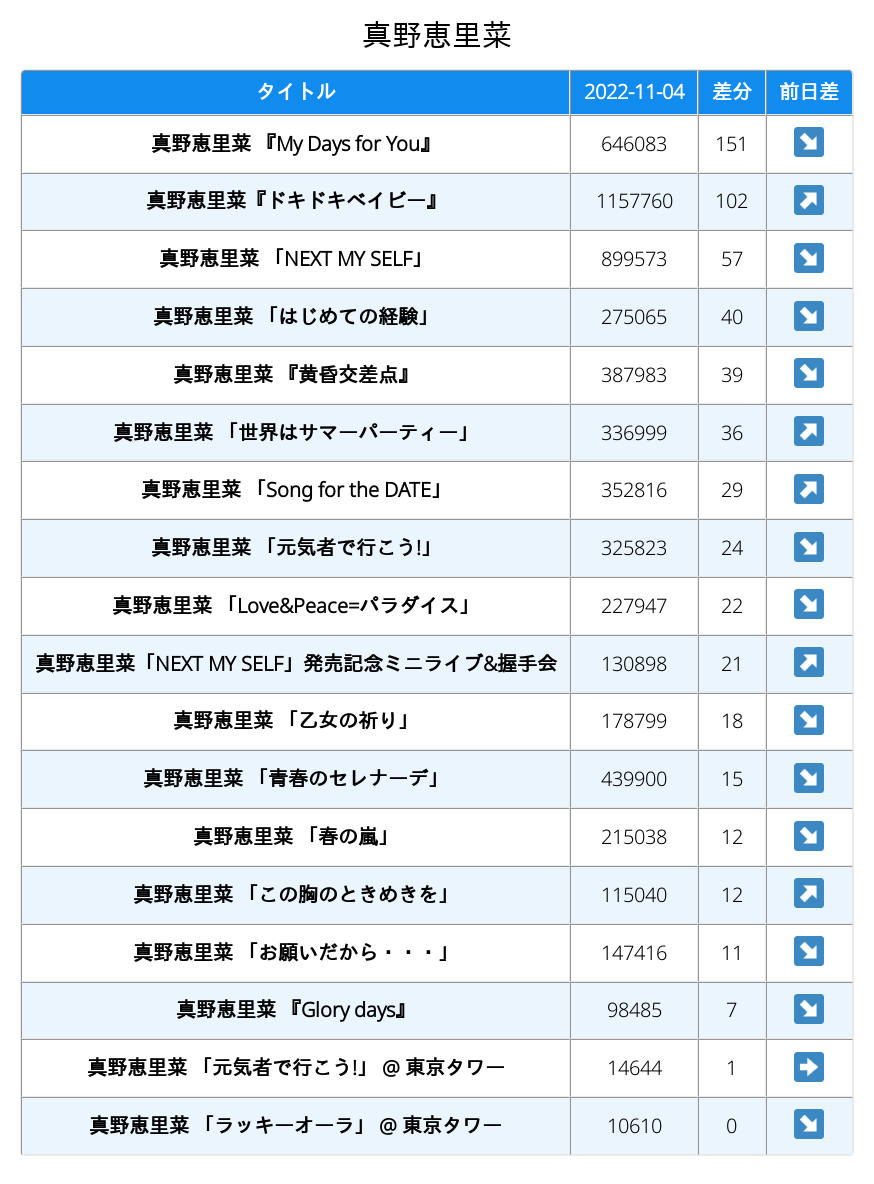 真野恵里菜
タイトル 2022-11-04 差分 前日差
真野恵里菜 『My Days for You』 646083 151 ↘
真野恵里菜『ドキドキベイビー』 1157760 102 ↗
真野恵里菜 「NEXT MY SELF」 899573 57 ↘
真野恵里菜 「はじめての経験」 275065 40 ↘
真野恵里菜 『黄昏交差点』 387983 39 ↘
真野恵里菜 「世界はサマーパーティー」 336999 36 ↗
真野恵里菜 「Song for the DATE」 352816 29 ↗
真野恵里菜 「元気者で行こう!」 325823 24 ↘
真野恵里菜 「Love&Peace=パラダイス」 227947 22 ↘
真野恵里菜「NEXT MY SELF」発売記念ミニライブ&握手会 130898 21 ↗
真野恵里菜 「乙女の祈り」 178799 18 ↘
真野恵里菜 「青春のセレナーデ」 439900 15 ↘
真野恵里菜 「春の嵐」 215038 12 ↘
真野恵里菜 「この胸のときめきを」 115040 12 ↗
真野恵里菜 「お願いだから・・・」 147416 11 ↘
真野恵里菜 『Glory days』 98485 7 ↘
真野恵里菜 「元気者で行こう!」 @ 東京タワー 14644 1 ➡
真野恵里菜 「ラッキーオーラ」 @ 東京タワー 10610 0 ↘